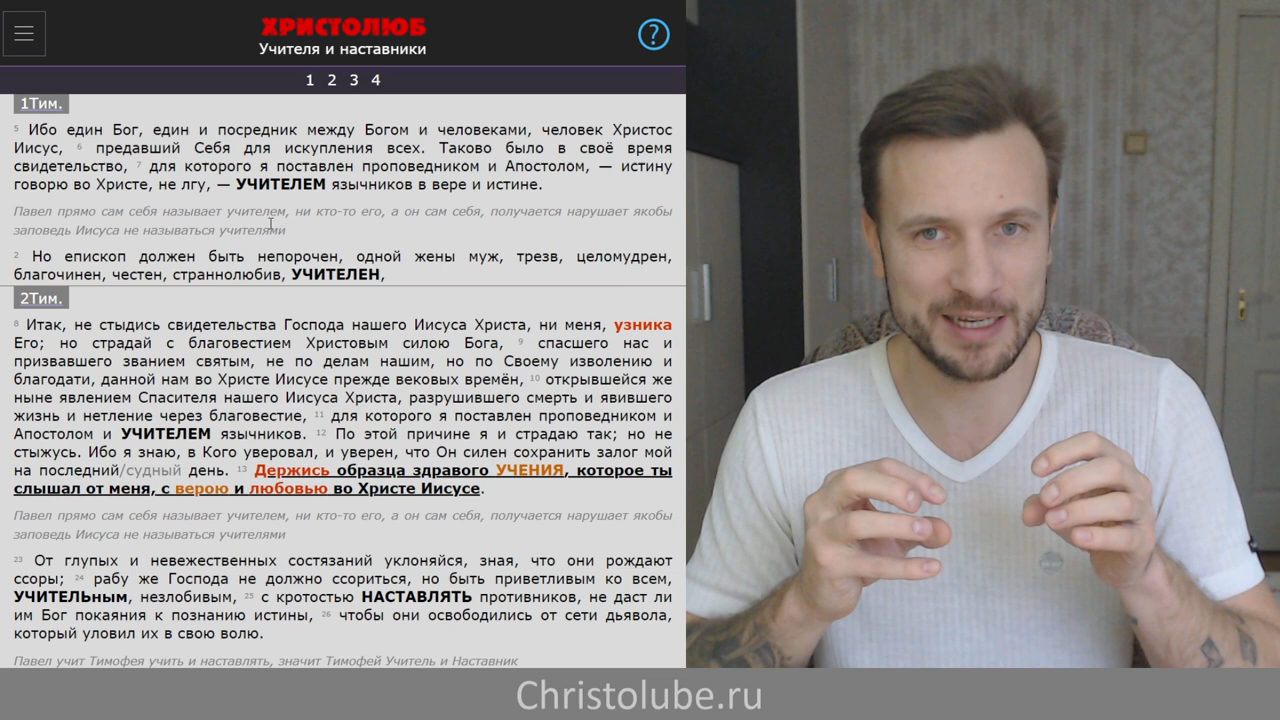 ХРИСТОЛЮБ
Учителя и наставники
?
1 2 3 4
1Тим.
5 Ибо един Бог, един и посредник между Богом и человеками, человек Христос
Иисус, 6 предавший Себя для искупления всех. Таково было в своё время
свидетельство, 7 для которого я поставлен проповедником и Апостолом, — истину
говорю во Христе, не лгу, — УЧИТЕЛЕМ язычников в вере и истине.
Павел прямо сам себя называет учителем, ни кто-то его, а он сам себя, получается нарушает якобы
заповедь Иисуса не называться учителями
2 Но епископ должен быть непорочен, одной жены муж, трезв, целомудрен,
благочинен, честен, страннолюбив, УЧИТЕЛЕН,
2Тим.
8 Итак, не стыдись свидетельства Господа нашего Иисуса Христа, ни меня, узника
Его; но страдай с благовестием Христовым силою Бога, 9 спасшего нас и
призвавшего званием святым, не по делам нашим, но по Своему изволению и
благодати, данной нам во Христе Иисусе прежде вековых времён, 10 открывшейся же
ныне явлением Спасителя нашего Иисуса Христа, разрушившего смерть и явившего
жизнь и нетление через благовестие, 11 для которого я поставлен проповедником и
Апостолом и УЧИТЕЛЕМ язычников. 12 По этой причине я и страдаю так; но не
стыжусь. Ибо я знаю, в Кого уверовал, и уверен, что Он силен сохранить залог мой
на последний/судный день. 13 Держись образца здравого УЧЕНИЯ, которое ты
слышал от меня, с верою и любовью во Христе Иисусе.
Павел прямо сам себя называет учителем, ни кто-то его, а он сам себя, получается нарушает якобы
заповедь Иисуса не называться учителями
23 От глупых и невежественных состязаний уклоняйся, зная, что они рождают
ссоры; 24 рабу же Господа не должно ссориться, но быть приветливым ко всем,
УЧИТЕЛЬным, незлобивым, 25 с кротостью НАСТАВЛЯТЬ противников, не даст ли
им Бог покаяния к познанию истины, 26 чтобы они освободились от сети дьявола,
который уловил их в свою волю.
Павел учит Тимофея учить и наставлять, значит Тимофей Учитель и Наставник
Christolube.ru